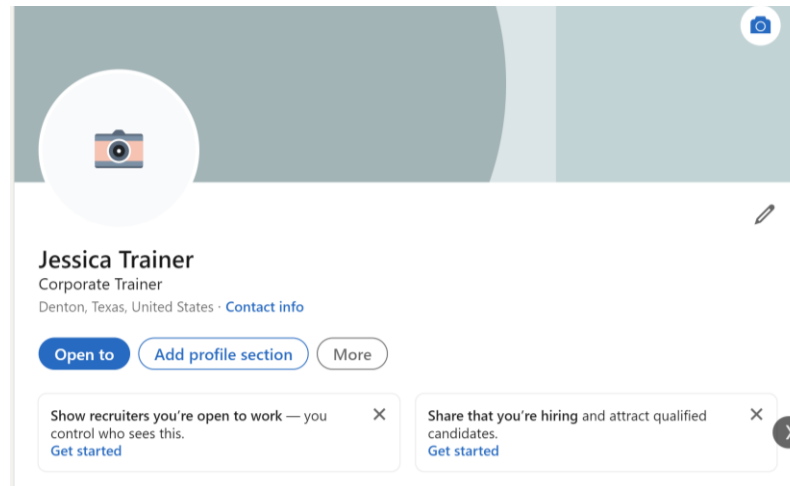 Jessica Trainer
Corporate Trainer
Denton, Texas, United States · Contact info
Open to
Add profile section
More
Show recruiters you're open to work — you
control who sees this.
Get started
Share that you're hiring and attract qualified
candidates.
Get started